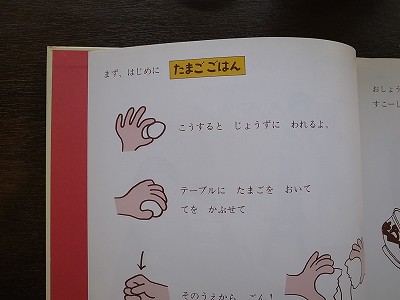 まず、はじめに たまごごはん
こうすると じょうずに われるよ。
テーブルに たまごを おいて
てを かぶせて
そのうえから ごん!
おしょう
すこーし